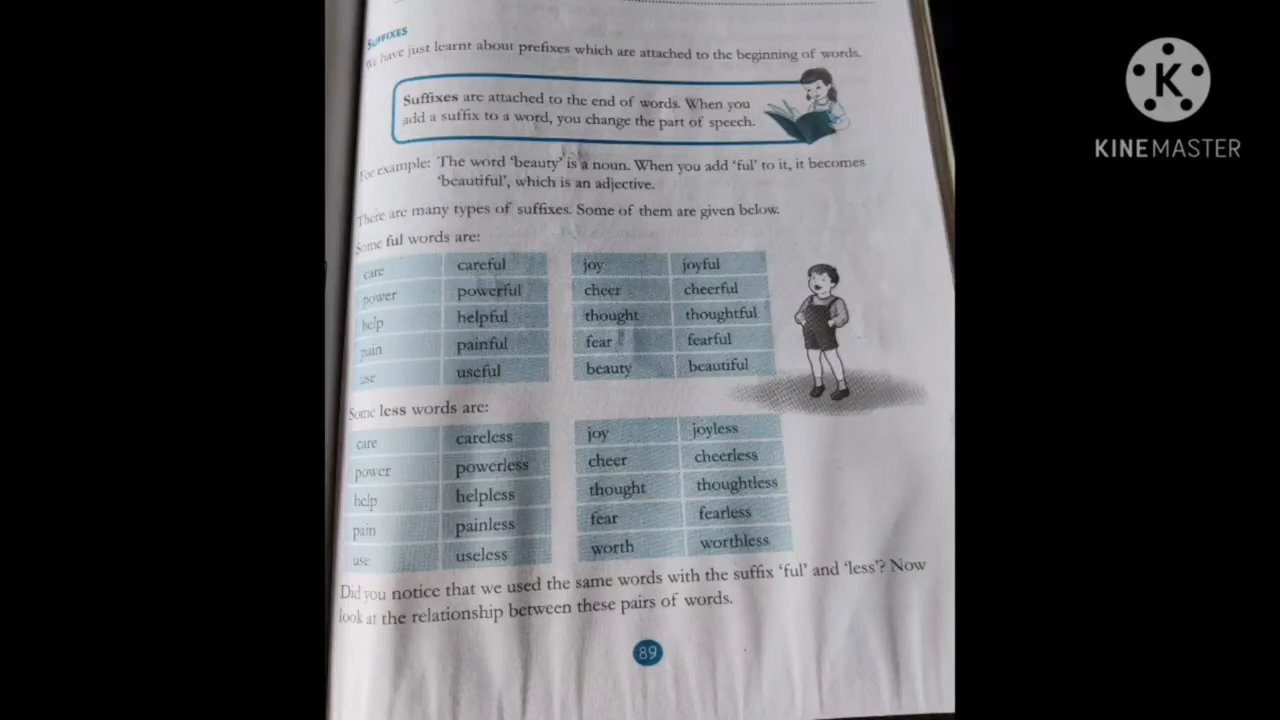 SUFFIXES
We have just learnt about prefixes which are attached to the beginning of words.
Suffixes are attached to the end of words. When you
add a suffix to a word, you change the part of speech.
For example: The word 'beauty' is a noun. When you add 'ful' to it, it becomes
'beautiful', which is an adjective.
There are many types of suffixes. Some of them are given below.
Some ful words are:
care careful joy joyful
power powerful cheer cheerful
help helpful thought thoughtful
pain painful fear fearful
use useful beauty beautiful
Some less words are:
care careless joy joyless
power powerless cheer cheerless
help helpless thought thoughtless
pain painless fear fearless
use useless worth worthless
Did you notice that we used the same words with the suffix 'ful' and 'less'? Now
look at the relationship between these pairs of words.
89
K
KINEMASTER